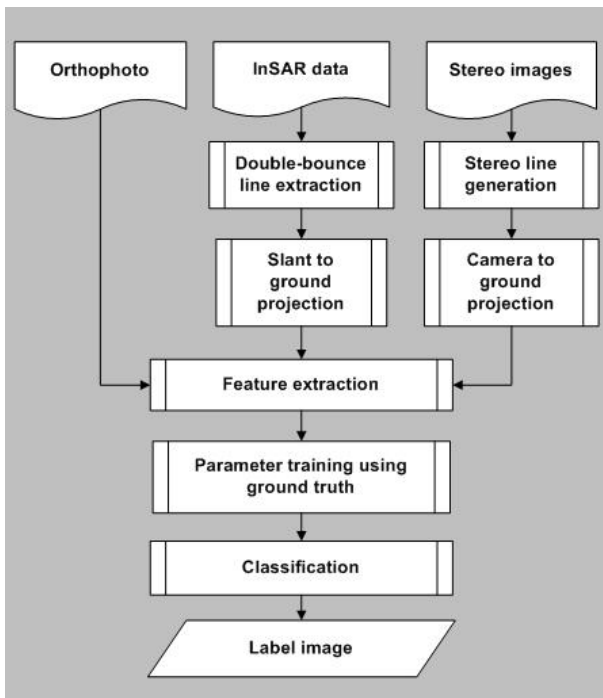 Orthophoto
InSAR data
Stereo images
Double-bounce
line extraction
Stereo line
generation
Slant to
ground
projection
Camera to
ground
projection
Feature extraction
Parameter training using
ground truth
Classification
Label image